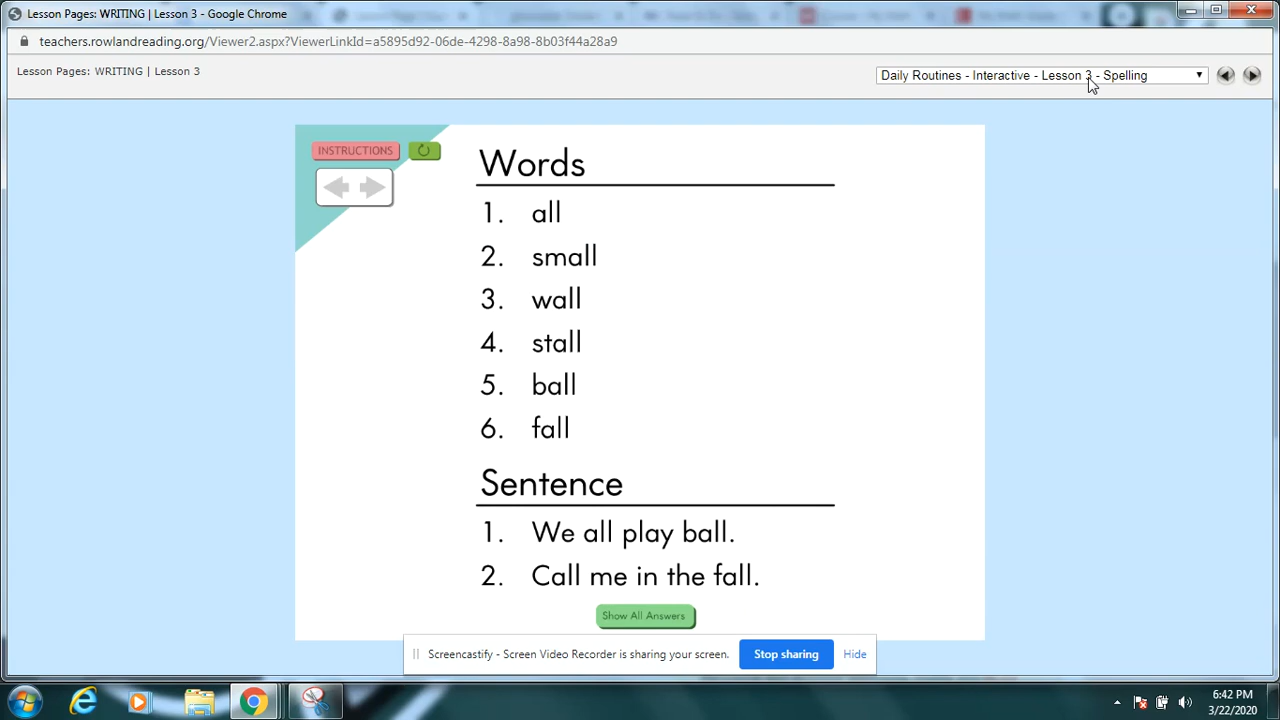 Lesson Pages: WRITING | Lesson 3 - Google Chrome
teachers.rowlandreading.org/Viewer2.aspx?ViewerLinkId=a5895d92-06de-4298-8a98-8b03f44a28a9
Lesson Pages: WRITING | Lesson 3
Daily Routines - Interactive - Lesson 3 - Spelling
INSTRUCTIONS
Words
1. all
2. small
3. wall
4. stall
5. ball
6. fall
Sentence
1. We all play ball.
2. Call me in the fall.
Show All Answers
Screencastify - Screen Video Recorder is sharing your screen.
Stop sharing
Hide
6:42 PM
3/22/2020